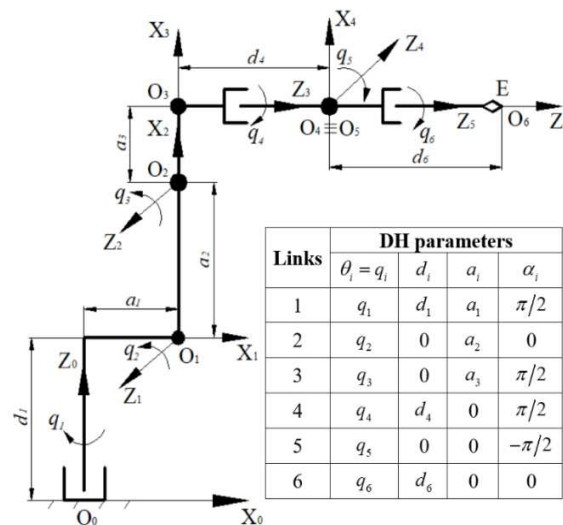 X₃
X₄
d₄
Z₄
q₅
O₃
Z₃
E
X₂
q₄
O₄≡O₅
q₆
Z₅
O₆
Z
a₃
O₂
d₆
q₃
Z₂
a₂
a₁
q₂
O₁
X₁
Z₀
Z₁
q₁
d₁
O₀
X₀
Links DH parameters
θᵢ = qᵢ dᵢ aᵢ αᵢ
1 q₁ d₁ a₁ π/2
2 q₂ 0 a₂ 0
3 q₃ 0 a₃ π/2
4 q₄ d₄ 0 π/2
5 q₅ 0 0 −π/2
6 q₆ d₆ 0 0